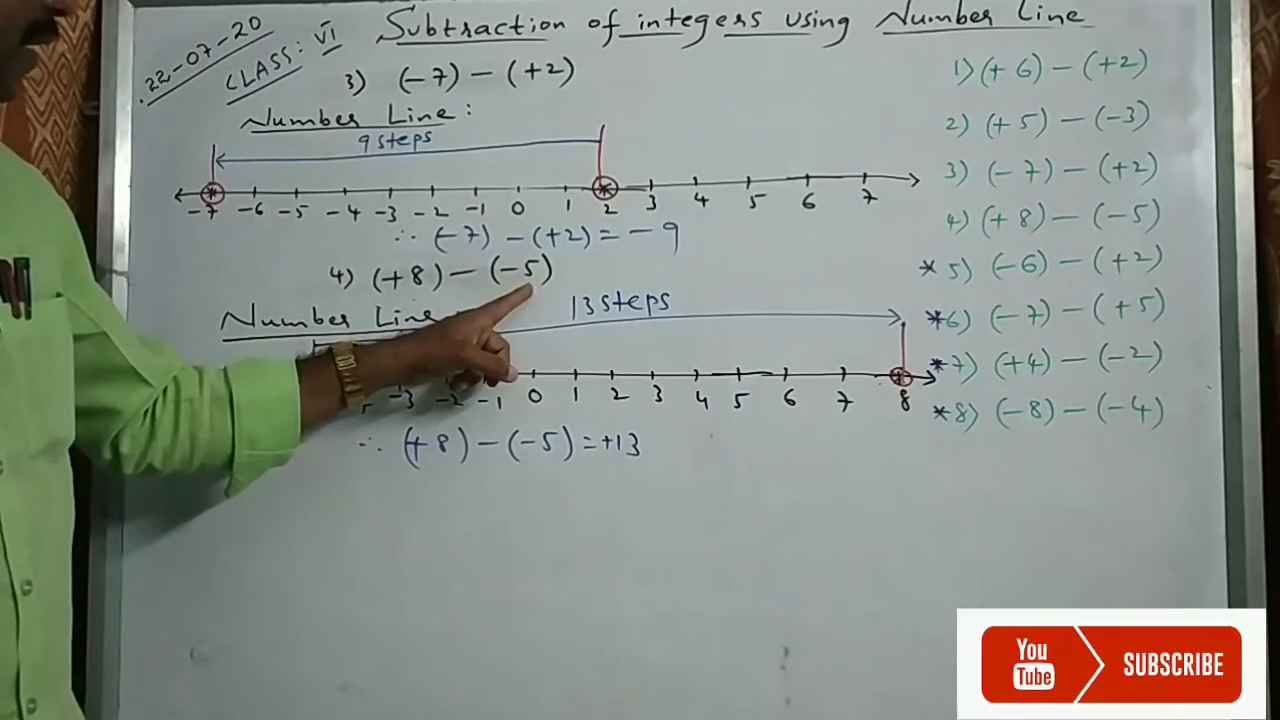 22-07-20
CLASS: VI
Subtraction of integers using Number Line
3) (-7) - (+2)
Number Line:
9 steps
-7 -6 -5 -4 -3 -2 -1 0 1 2 3 4 5 6 7
∴ (-7) - (+2) = -9
4) (+8) - (-5)
Number Line
13 steps
-3 -2 -1 0 1 2 3 4 5 6 7 8
∴ (+8) - (-5) = +13
1) (+6) - (+2)
2) (+5) - (-3)
3) (-7) - (+2)
4) (+8) - (-5)
* 5) (-6) - (+2)
* 6) (-7) - (+5)
* 7) (+4) - (-2)
* 8) (-8) - (-4)
You
Tube
SUBSCRIBE